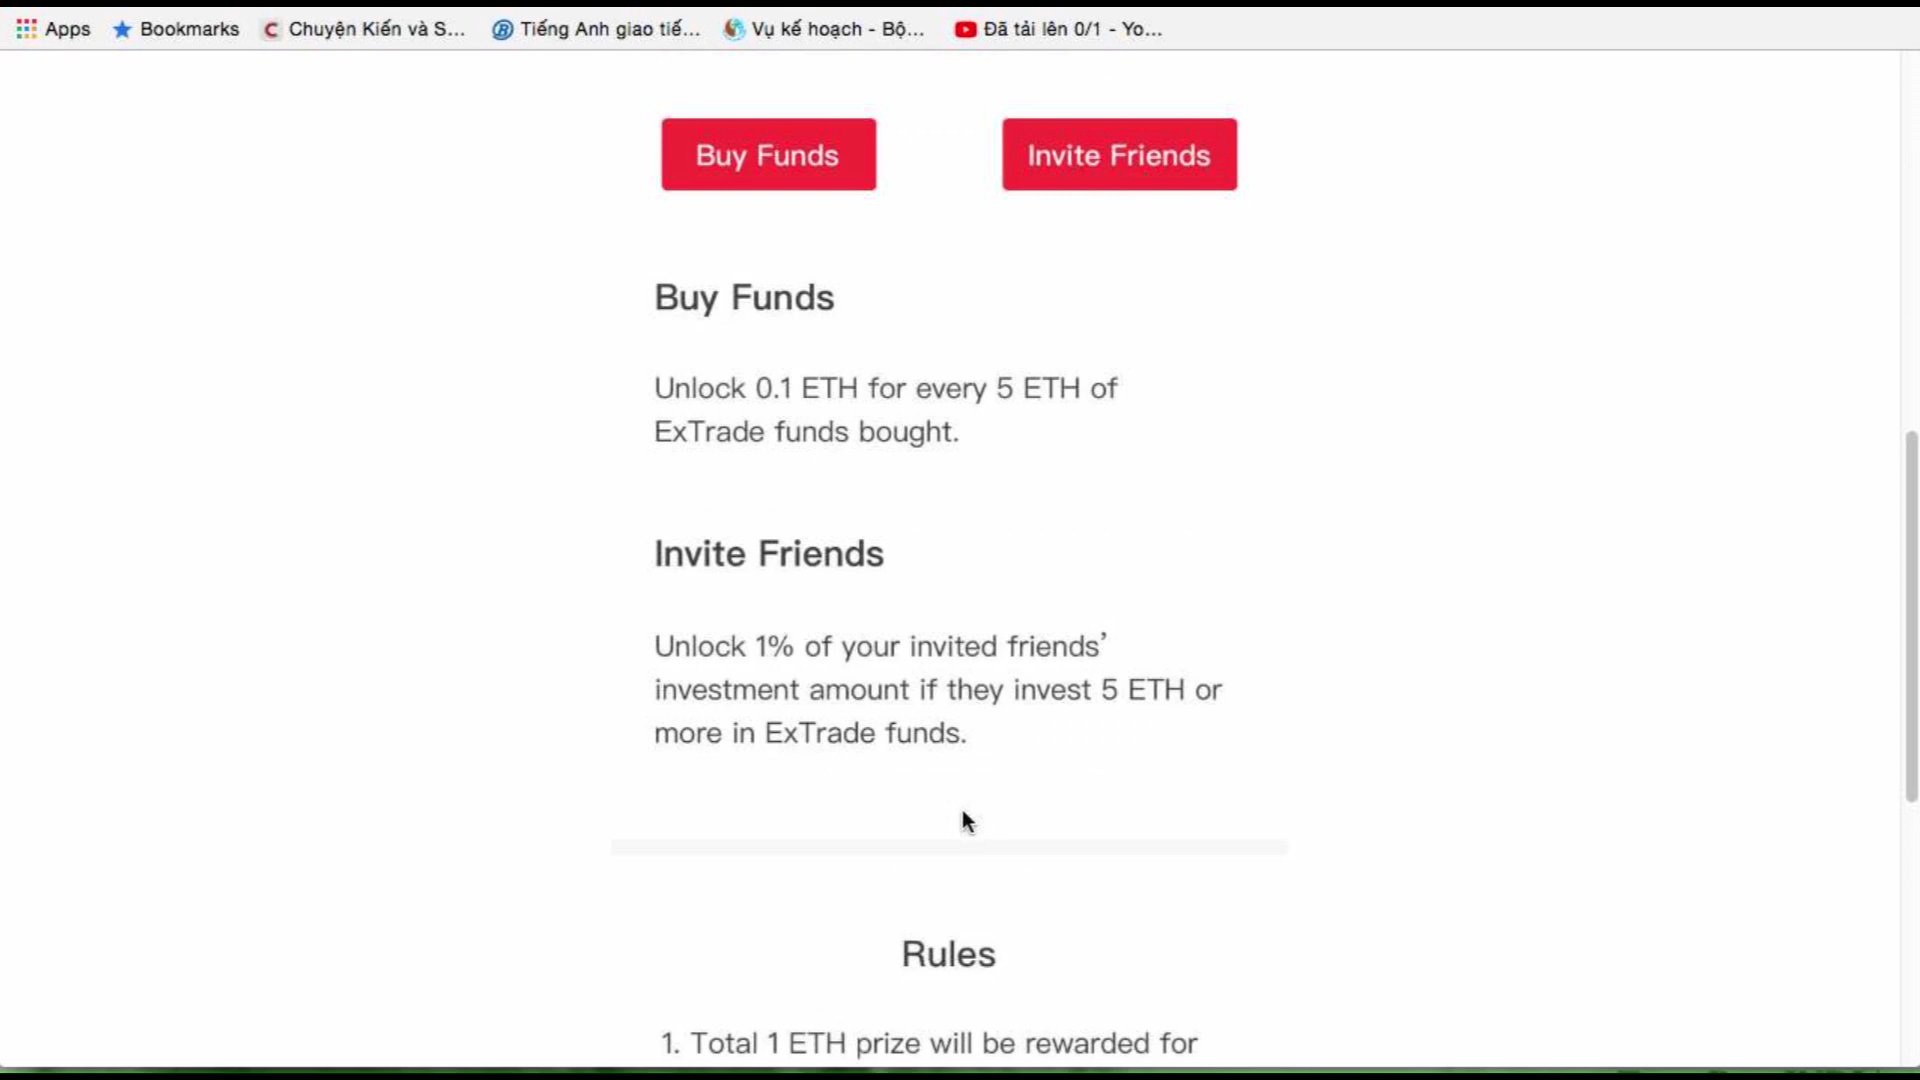 Apps Bookmarks Chuyện Kiến và S... Tiếng Anh giao tiế... Vụ kế hoạch - Bộ... Đã tải lên 0/1 - Yo...
Buy Funds Invite Friends
Buy Funds
Unlock 0.1 ETH for every 5 ETH of
ExTrade funds bought.
Invite Friends
Unlock 1% of your invited friends’
investment amount if they invest 5 ETH or
more in ExTrade funds.
Rules
1. Total 1 ETH prize will be rewarded for